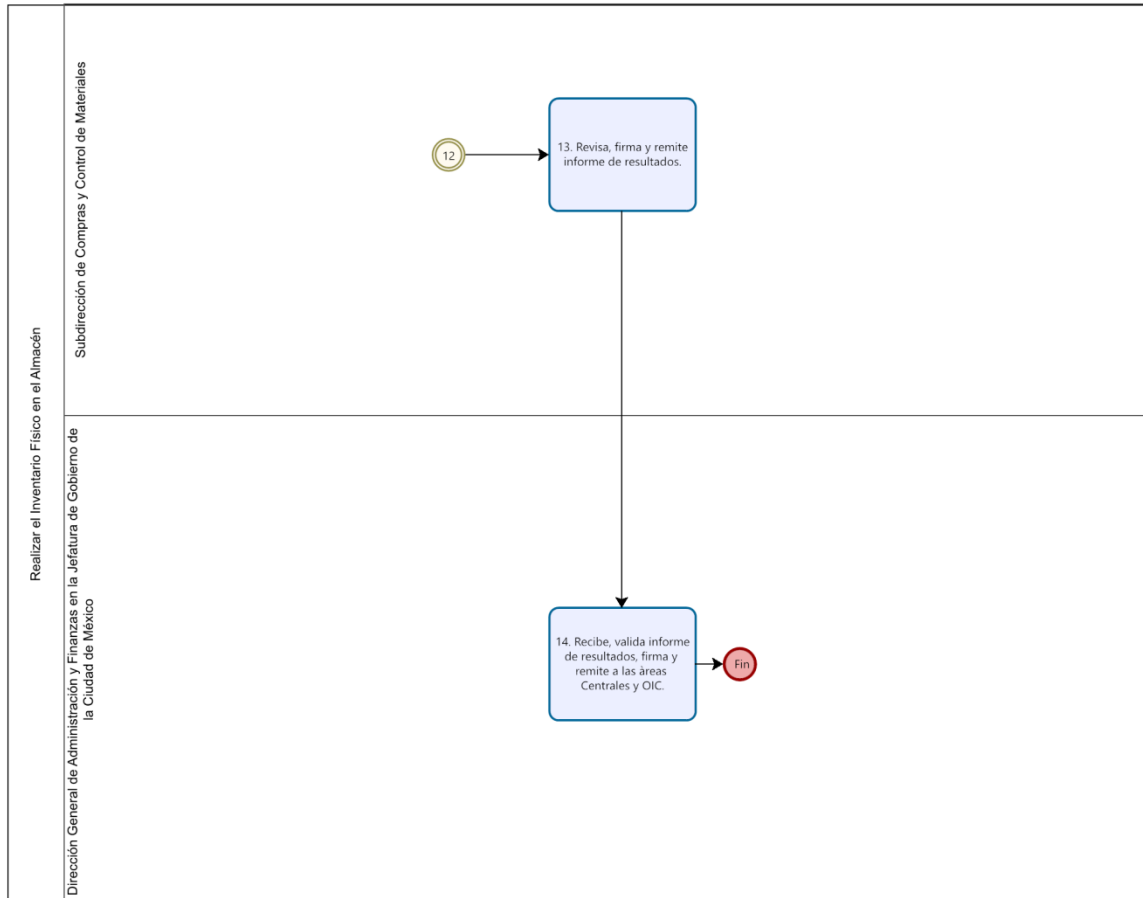 Realizar el Inventario Físico en el Almacén
Subdirección de Compras y Control de Materiales
12
13. Revisa, firma y remite
informe de resultados.
Dirección General de Administración y Finanzas en la Jefatura de Gobierno de
la Ciudad de México
14. Recibe, valida informe
de resultados, firma y
remite a las àreas
Centrales y OIC.
Fin